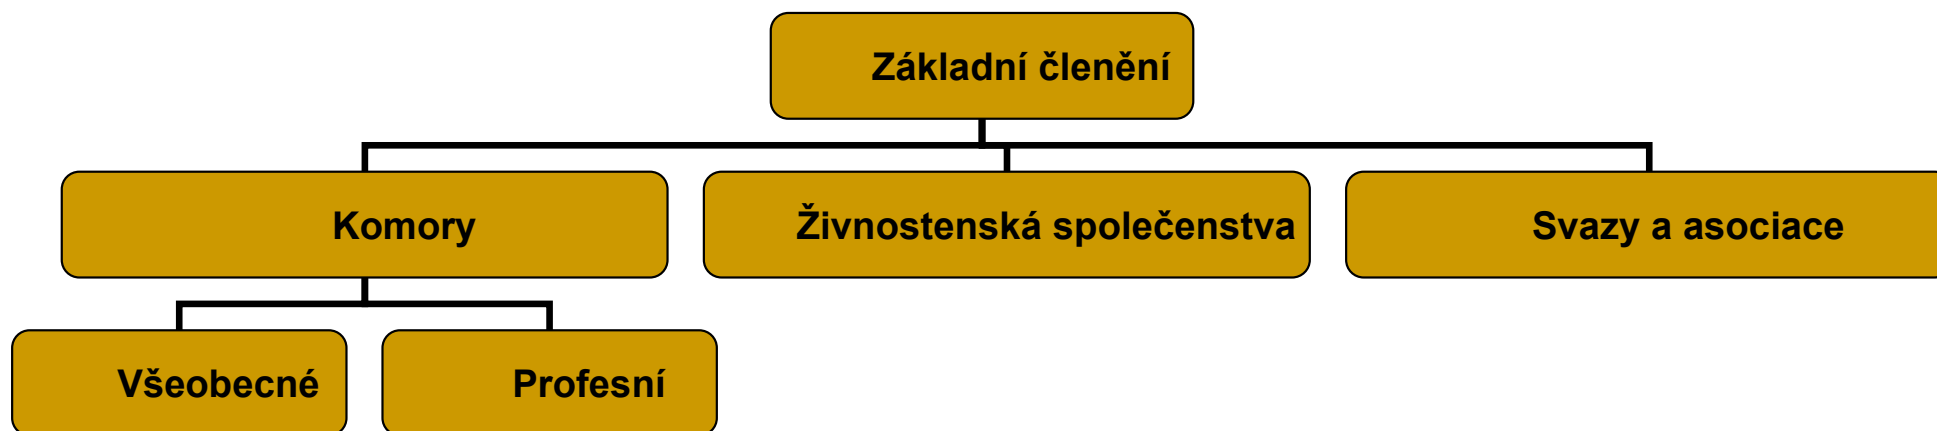 Základní členění
Komory
Živnostenská společenstva
Svazy a asociace
Všeobecné
Profesní